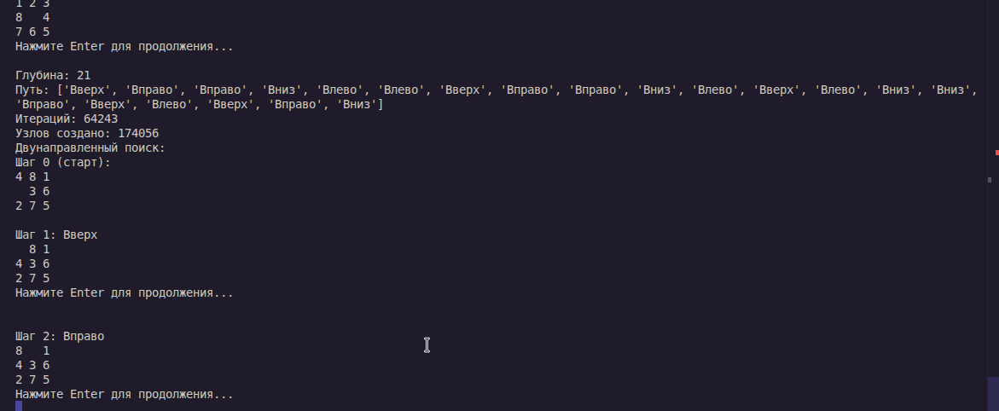 1 2 3
8   4
7 6 5
Нажмите Enter для продолжения...
Глубина: 21
Путь: ['Вверх', 'Вправо', 'Вправо', 'Вниз', 'Влево', 'Влево', 'Вверх', 'Вправо', 'Вправо', 'Вниз', 'Влево', 'Вверх', 'Влево', 'Вниз', 'Вниз',
'Вправо', 'Вверх', 'Влево', 'Вверх', 'Вправо', 'Вниз']
Итераций: 64243
Узлов создано: 174056
Двунаправленный поиск:
Шаг 0 (старт):
4 8 1
  3 6
2 7 5
Шаг 1: Вверх
  8 1
4 3 6
2 7 5
Нажмите Enter для продолжения...
Шаг 2: Вправо
8   1
4 3 6
2 7 5
Нажмите Enter для продолжения...